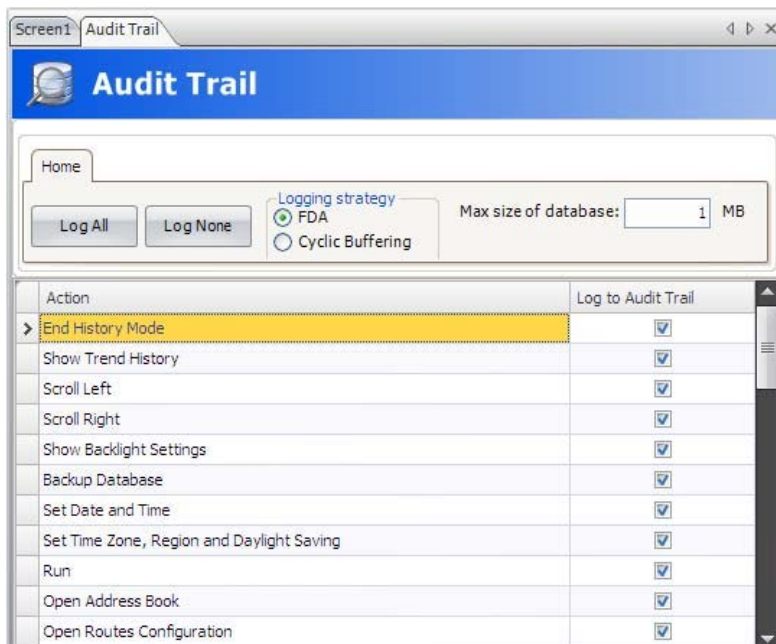 Screen1 Audit Trail
Audit Trail
Home
Log All Log None
Logging strategy
FDA
Cyclic Buffering
Max size of database: 1 MB
Action Log to Audit Trail
End History Mode
Show Trend History
Scroll Left
Scroll Right
Show Backlight Settings
Backup Database
Set Date and Time
Set Time Zone, Region and Daylight Saving
Run
Open Address Book
Open Routes Configuration